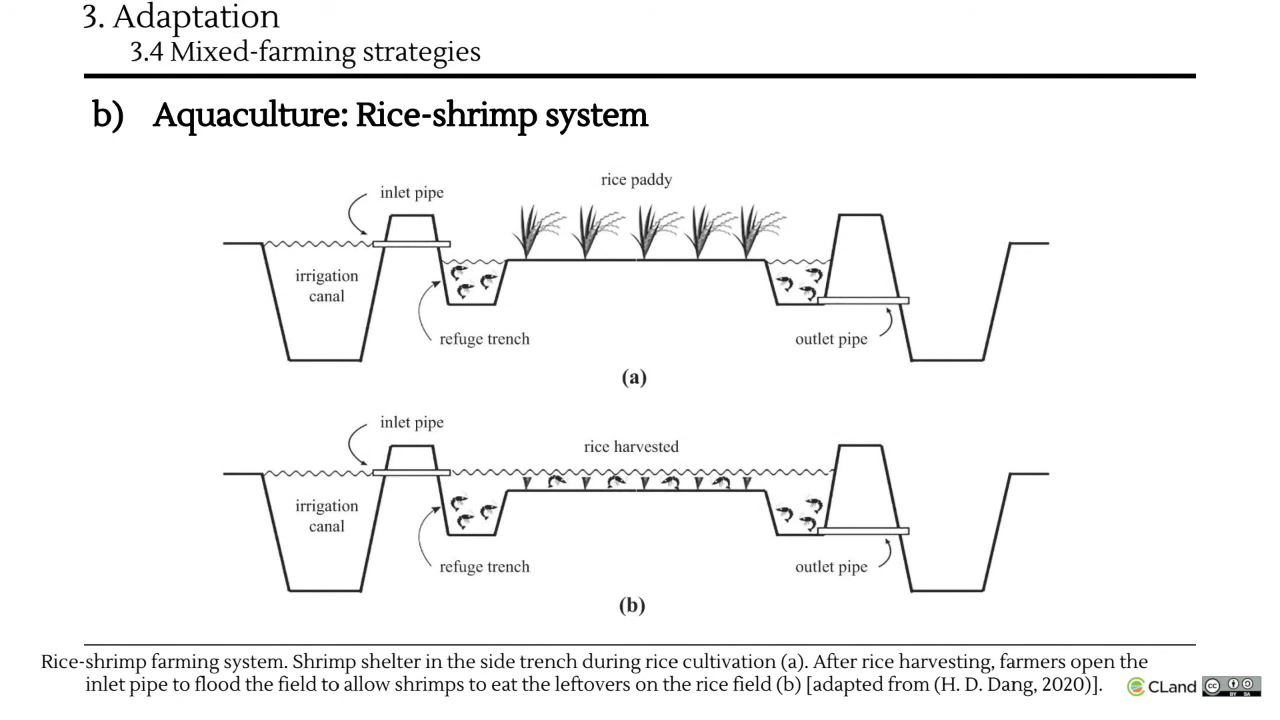 3. Adaptation
3.4 Mixed-farming strategies
b) Aquaculture: Rice-shrimp system
rice paddy
inlet pipe
irrigation
canal
refuge trench
outlet pipe
(a)
inlet pipe
rice harvested
irrigation
canal
refuge trench
outlet pipe
(b)
Rice-shrimp farming system. Shrimp shelter in the side trench during rice cultivation (a). After rice harvesting, farmers open the
inlet pipe to flood the field to allow shrimps to eat the leftovers on the rice field (b) [adapted from (H. D. Dang, 2020)].
CLand
cc
BY SA